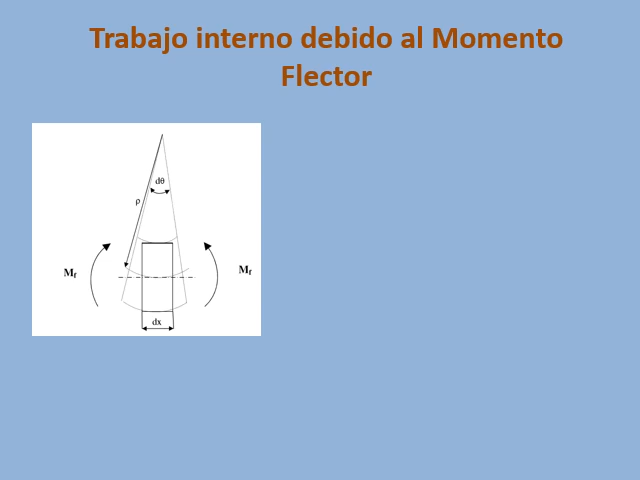 Trabajo interno debido al Momento
Flector
dθ
ρ
Mf
Mf
dx